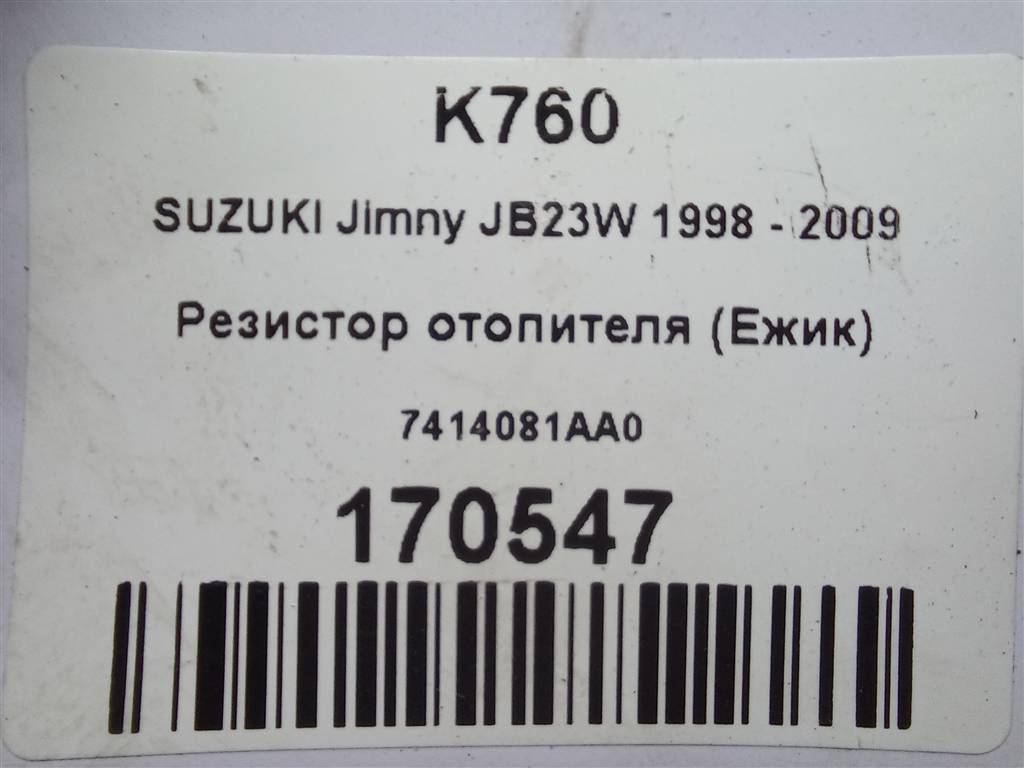 K760
SUZUKI Jimny JB23W 1998 - 2009
Резистор отопителя (Ежик)
7414081AA0
170547